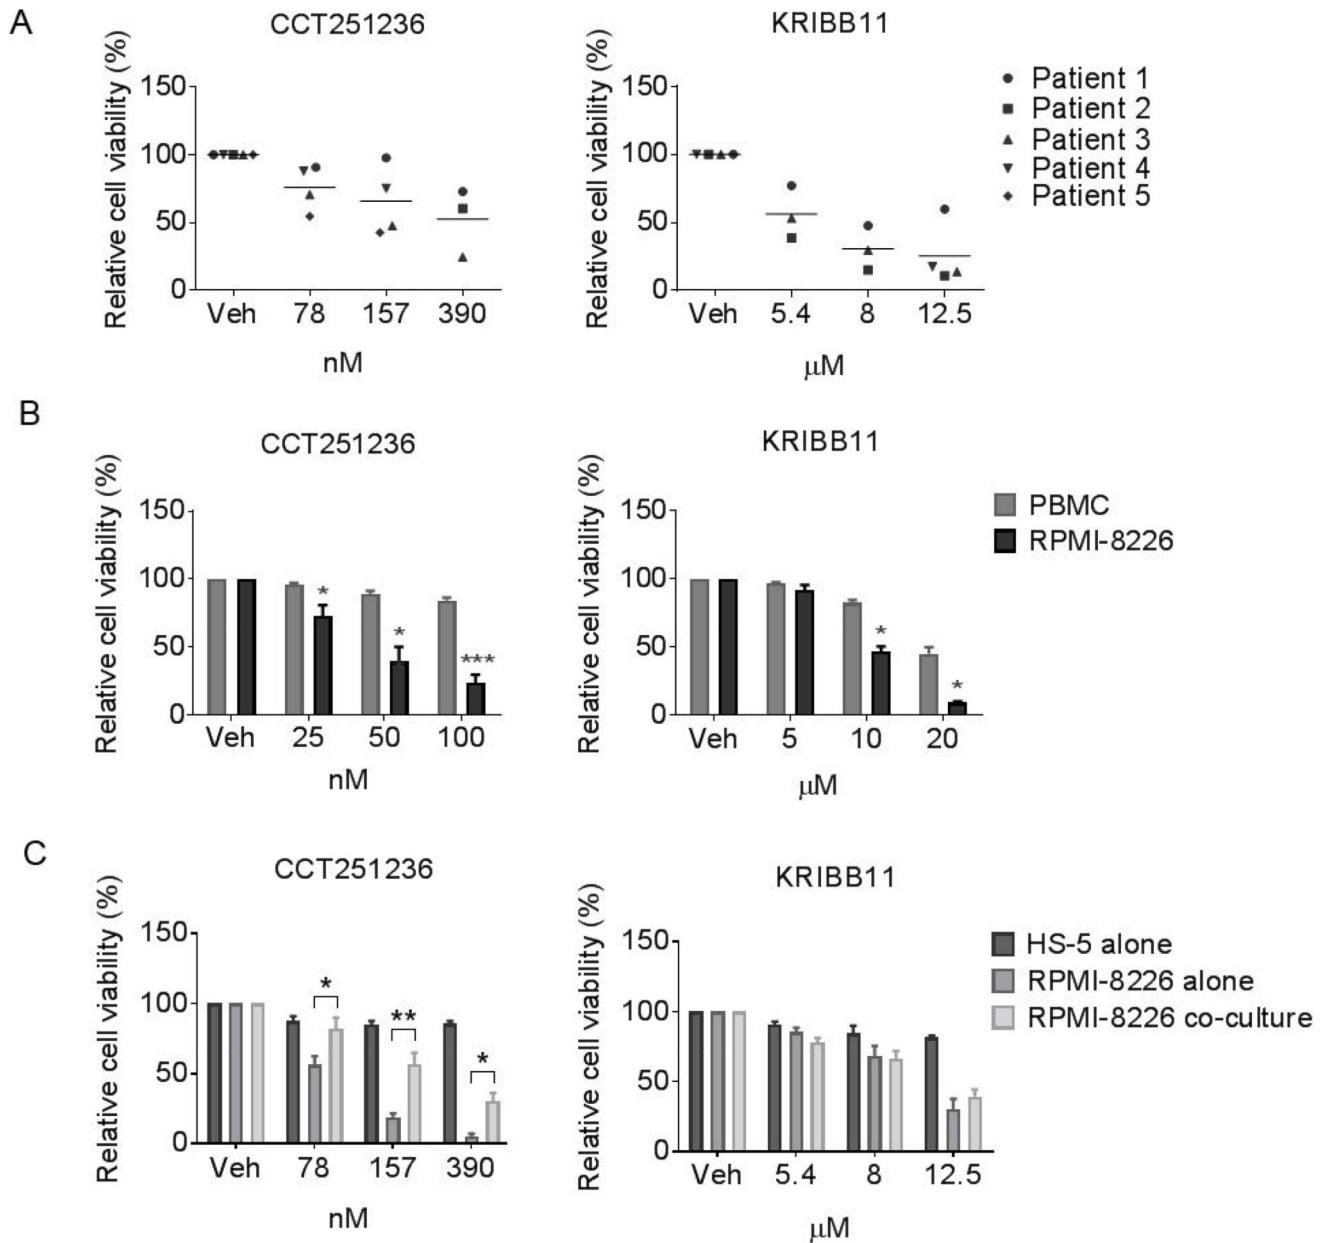 A
CCT251236
KRIBB11
Relative cell viability (%)
150
100
50
0
Veh 78 157 390
nM
Relative cell viability (%)
150
100
50
0
Veh 5.4 8 12.5
μM
Patient 1
Patient 2
Patient 3
Patient 4
Patient 5
B
CCT251236
KRIBB11
Relative cell viability (%)
150
100
50
0
* * ***
Veh 25 50 100
nM
Relative cell viability (%)
150
100
50
0
* *
Veh 5 10 20
μM
PBMC
RPMI-8226
C
CCT251236
KRIBB11
Relative cell viability (%)
150
100
50
0
* ** *
Veh 78 157 390
nM
Relative cell viability (%)
150
100
50
0
Veh 5.4 8 12.5
μM
HS-5 alone
RPMI-8226 alone
RPMI-8226 co-culture